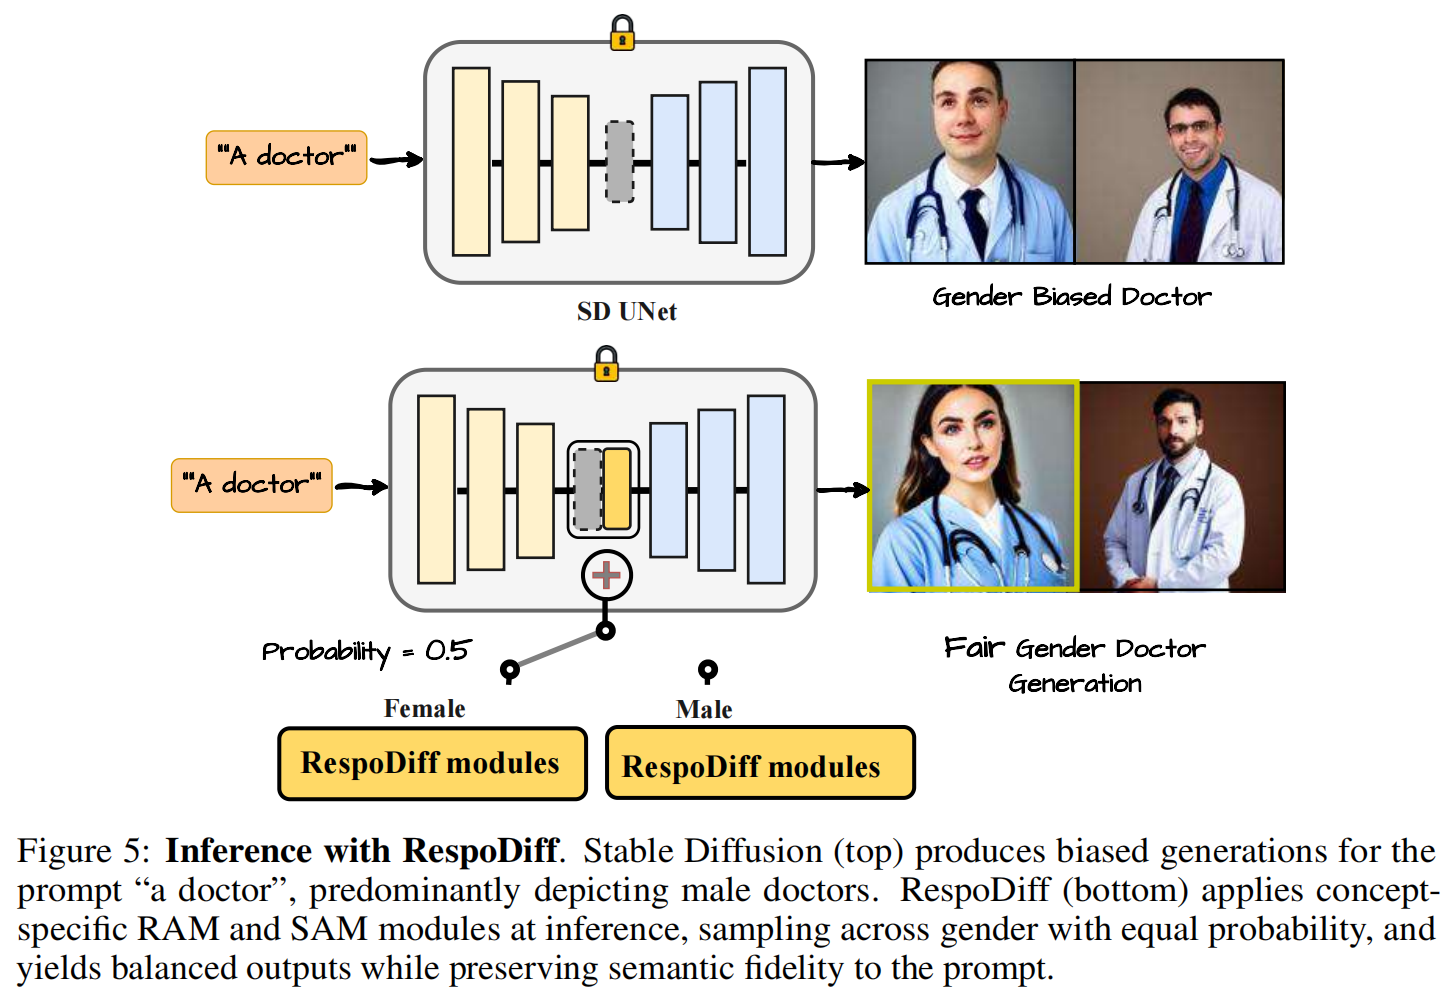 "A doctor"
SD UNet
Gender Biased Doctor
"A doctor"
Probability = 0.5
Fair Gender Doctor
Generation
Female
Male
RespoDiff modules
RespoDiff modules
Figure 5: Inference with RespoDiff. Stable Diffusion (top) produces biased generations for the
prompt “a doctor”, predominantly depicting male doctors. RespoDiff (bottom) applies concept-
specific RAM and SAM modules at inference, sampling across gender with equal probability, and
yields balanced outputs while preserving semantic fidelity to the prompt.